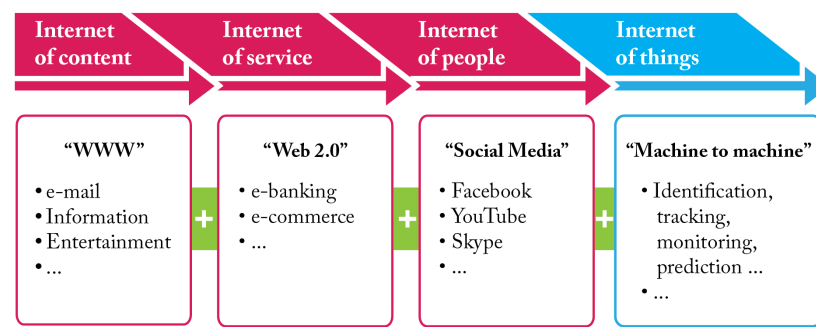 Internet
of content
Internet
of service
Internet
of people
Internet
of things
“WWW”
• e-mail
• Information
• Entertainment
• ...
+
“Web 2.0”
• e-banking
• e-commerce
• ...
+
“Social Media”
• Facebook
• YouTube
• Skype
• ...
+
“Machine to machine”
• Identification,
tracking,
monitoring,
prediction ...
• ...